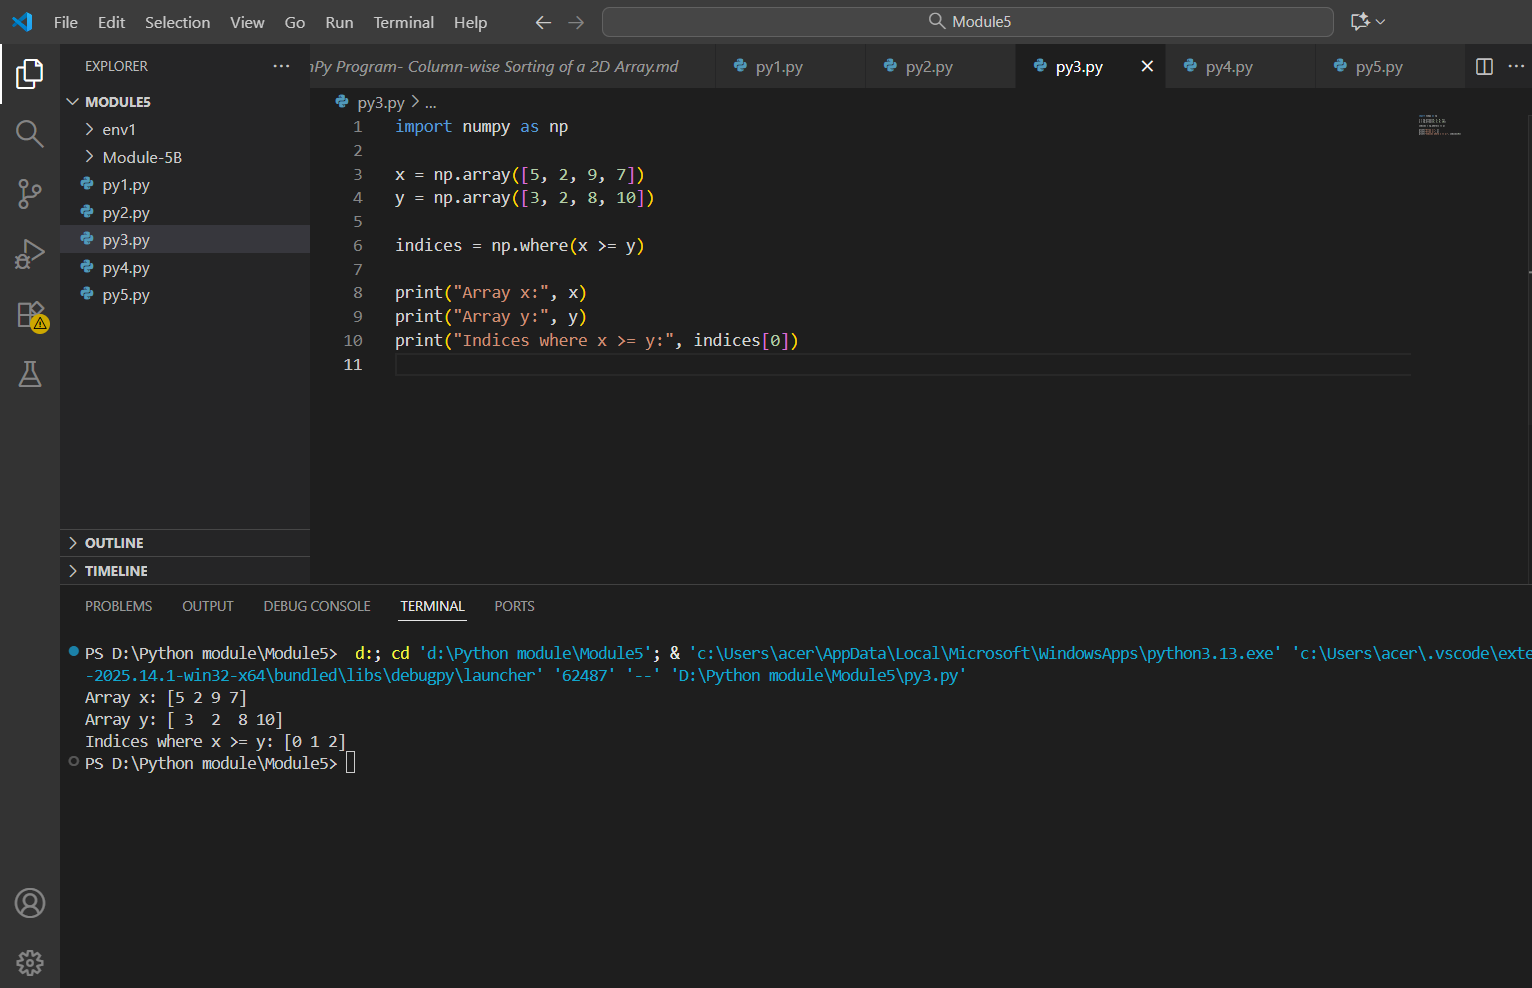 File Edit Selection View Go Run Terminal Help
Module5
EXPLORER
nPy Program- Column-wise Sorting of a 2D Array.md
py1.py
py2.py
py3.py
py4.py
py5.py
MODULE5
env1
Module-5B
py1.py
py2.py
py3.py
py4.py
py5.py
OUTLINE
TIMELINE
py3.py > ...
1 import numpy as np
2
3 x = np.array([5, 2, 9, 7])
4 y = np.array([3, 2, 8, 10])
5
6 indices = np.where(x >= y)
7
8 print("Array x:", x)
9 print("Array y:", y)
10 print("Indices where x >= y:", indices[0])
11
PROBLEMS OUTPUT DEBUG CONSOLE TERMINAL PORTS
PS D:\Python module\Module5> d:; cd 'd:\Python module\Module5'; & 'c:\Users\acer\AppData\Local\Microsoft\WindowsApps\python3.13.exe' 'c:\Users\acer\.vscode\exte
-2025.14.1-win32-x64\bundled\libs\debugpy\launcher' '62487' '--' 'D:\Python module\Module5\py3.py'
Array x: [5 2 9 7]
Array y: [ 3  2  8 10]
Indices where x >= y: [0 1 2]
PS D:\Python module\Module5>